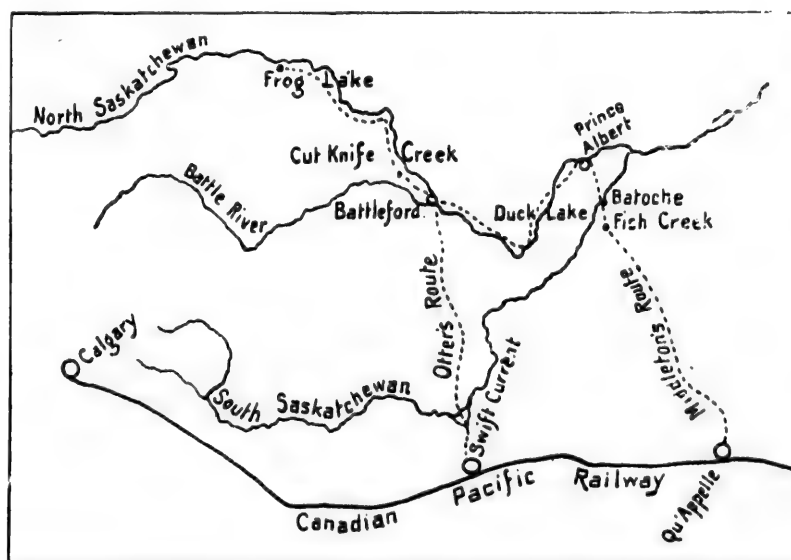 North Saskatchewan
Frog Lake
Prince
Albert
Cut Knife Creek
Battle River
Battleford.
Duck Lake
Batoche
Fish Creek
Otter's Route
Middleton's Route
Calgary
South Saskatchewan
Swift Current
Canadian Pacific Railway
Qu'Appelle